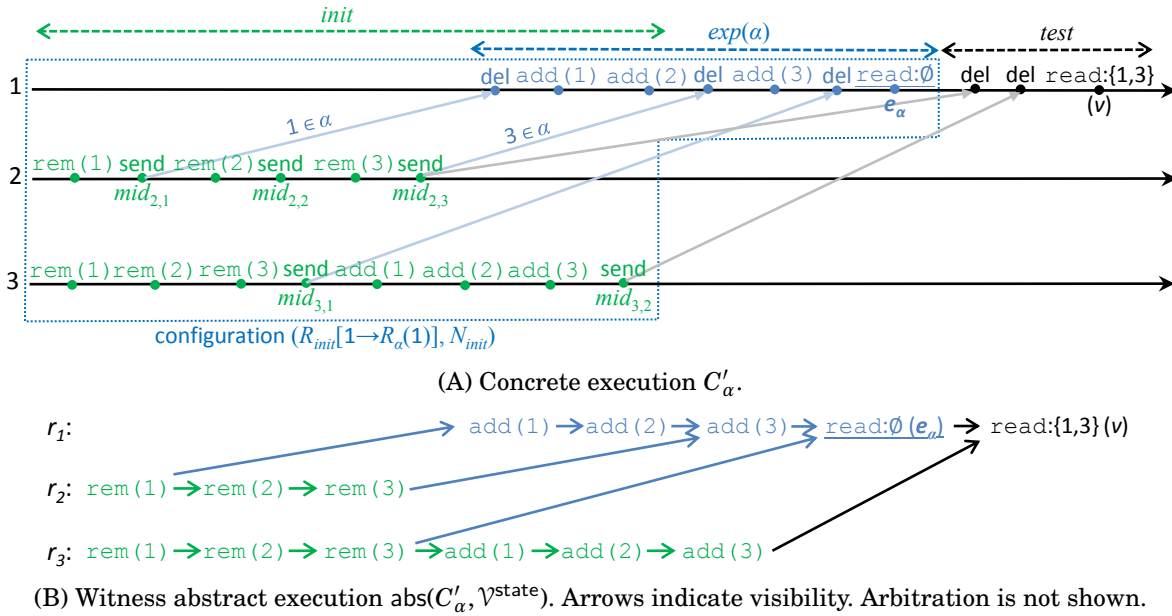 init
exp(α)
test
1 del add(1) add(2) del add(3) del read:∅ del del read:{1,3}
e_α (v)
1 ∈ α 3 ∈ α
rem(1) send rem(2) send rem(3) send
2
mid_{2,1} mid_{2,2} mid_{2,3}
rem(1) rem(2) rem(3) send add(1) add(2) add(3) send
3
mid_{3,1} mid_{3,2}
configuration (R_{init}[1→R_α(1)], N_{init})
(A) Concrete execution C′_α.
r_1: add(1) → add(2) → add(3) → read:∅ (e_α) → read:{1,3} (v)
r_2: rem(1) → rem(2) → rem(3)
r_3: rem(1) → rem(2) → rem(3) → add(1) → add(2) → add(3)
(B) Witness abstract execution abs(C′_α, 𝒱^{state}). Arrows indicate visibility. Arbitration is not shown.